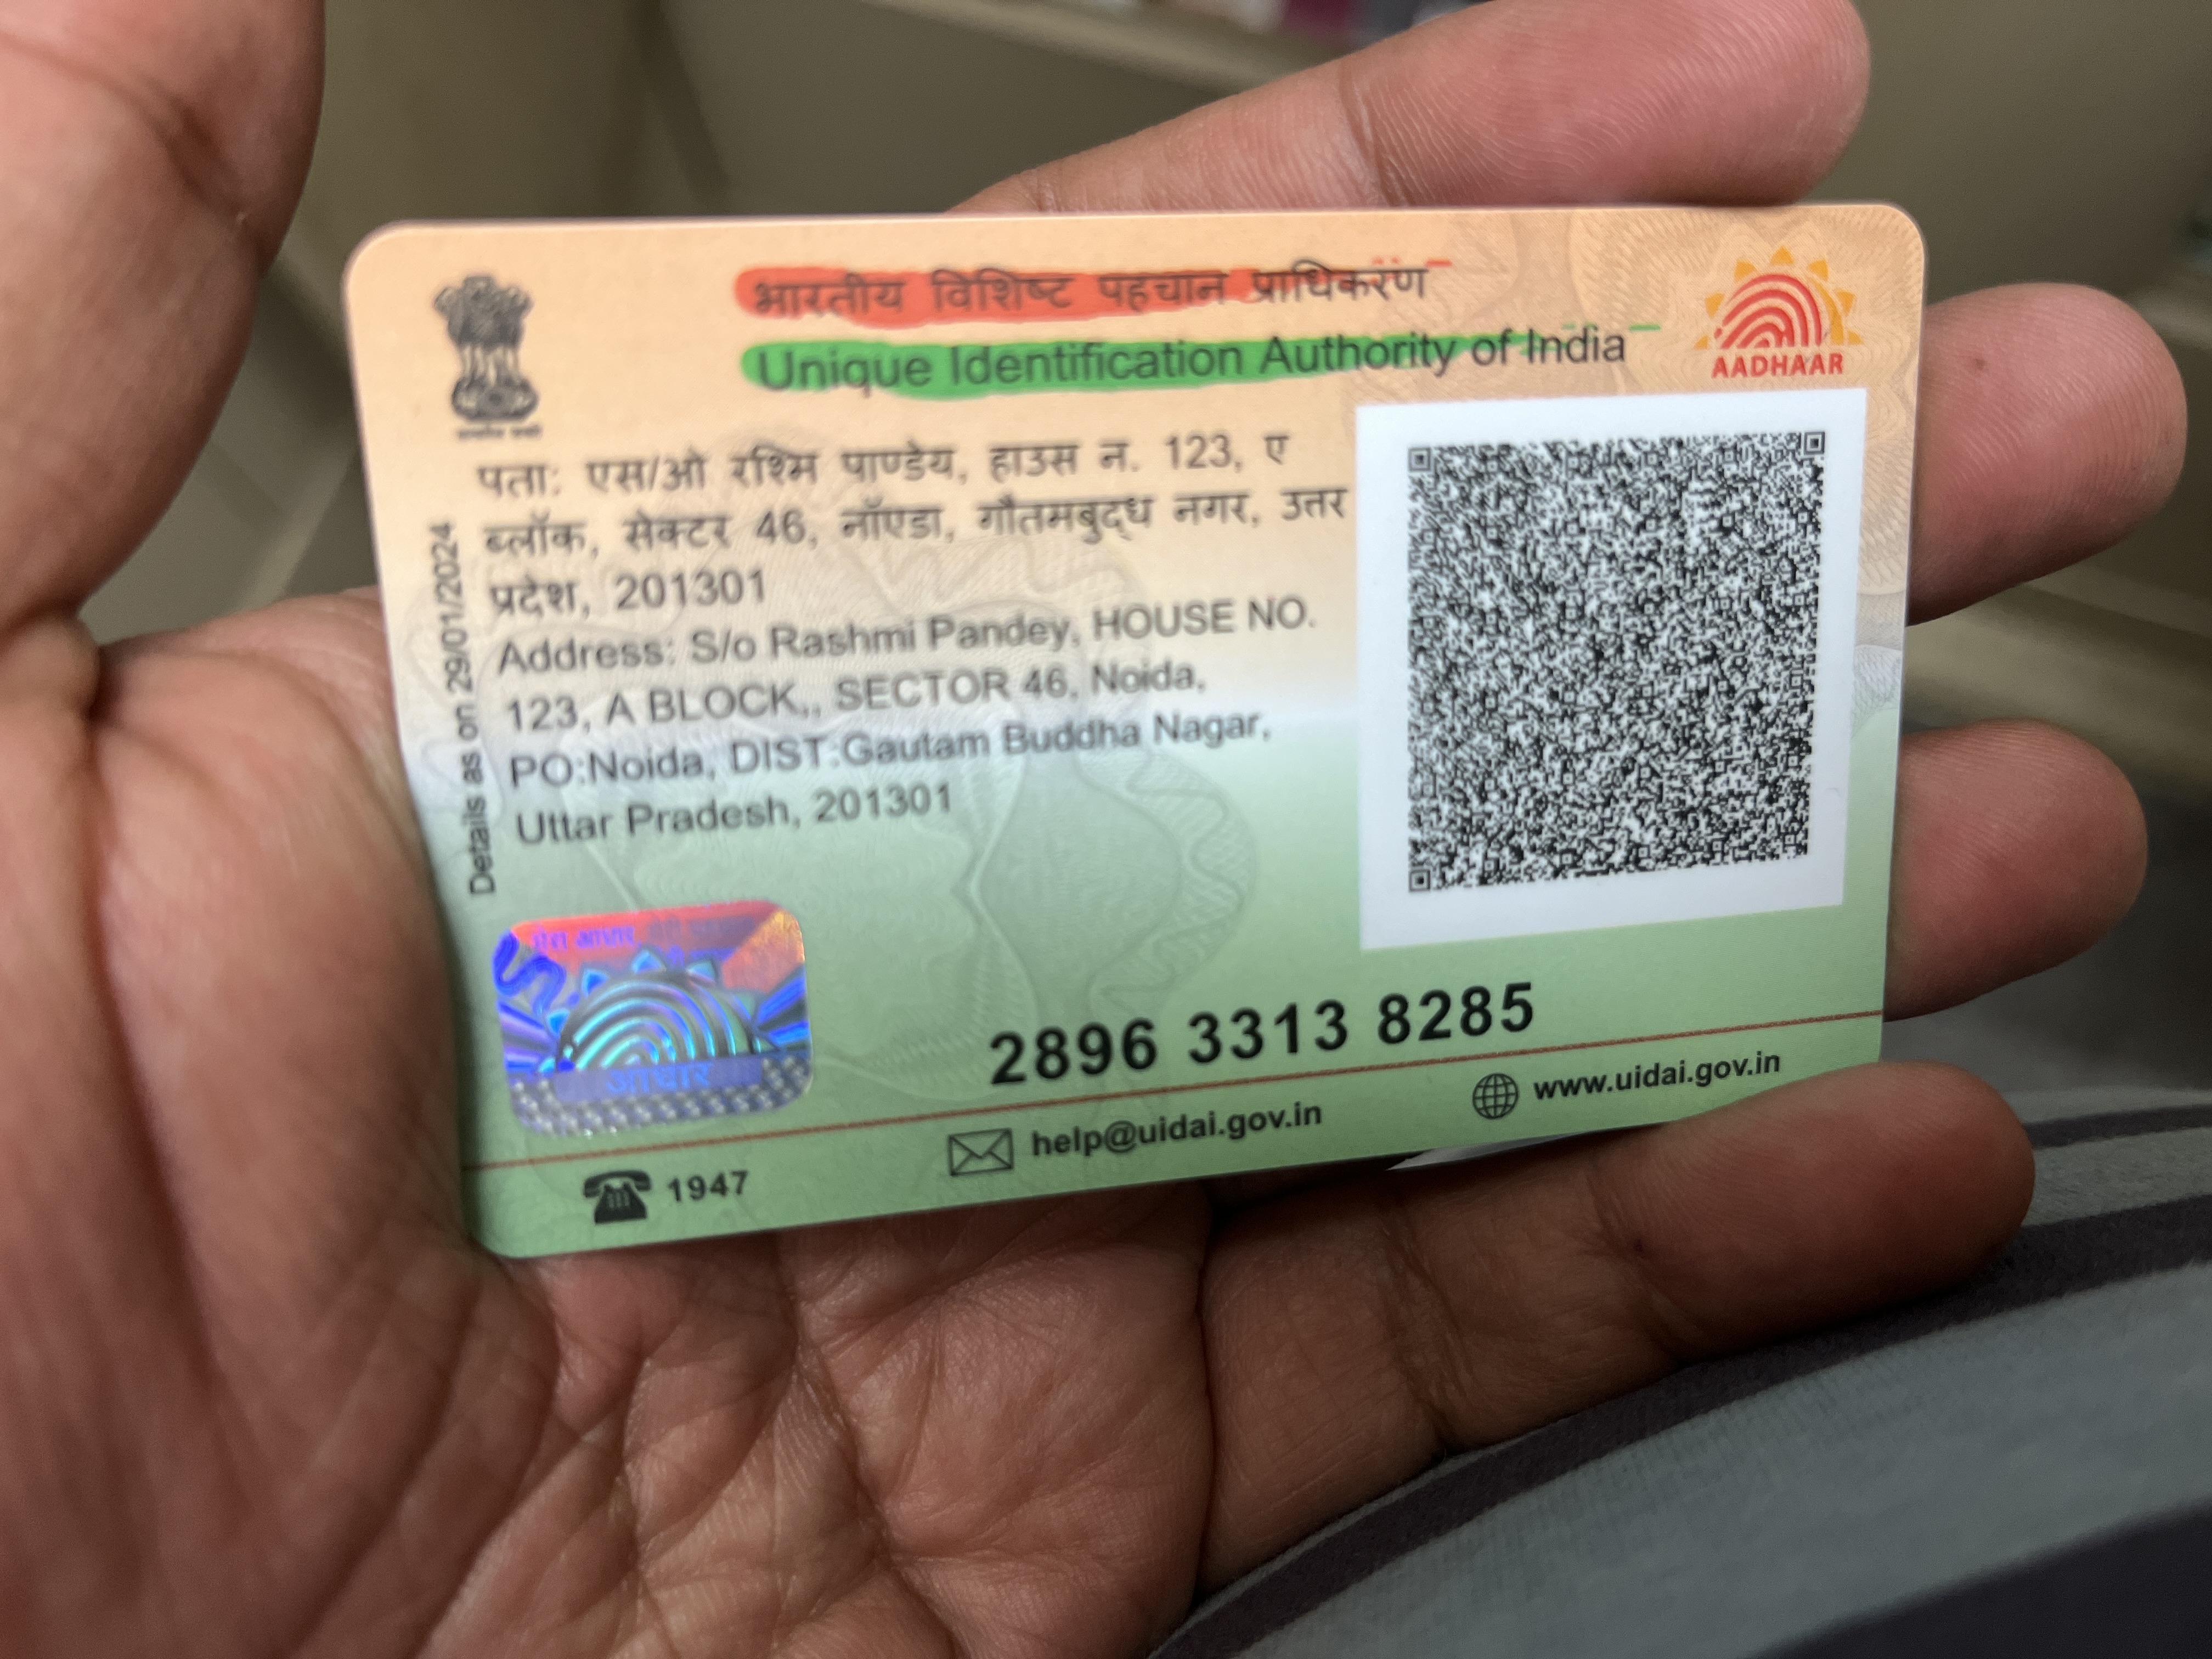 भारतीय विशिष्ट पहचान प्राधिकरण
Unique Identification Authority of India
AADHAAR
पता: एस/ओ रश्मि पाण्डेय, हाउस न. 123, ए
ब्लॉक, सेक्टर 46, नॉएडा, गौतमबुद्ध नगर, उत्तर
प्रदेश, 201301
Address: S/o Rashmi Pandey, HOUSE NO.
123, A BLOCK,, SECTOR 46, Noida,
PO:Noida, DIST:Gautam Buddha Nagar,
Uttar Pradesh, 201301
Details as on 29/01/2024
आधार
2896 3313 8285
1947
help@uidai.gov.in
www.uidai.gov.in